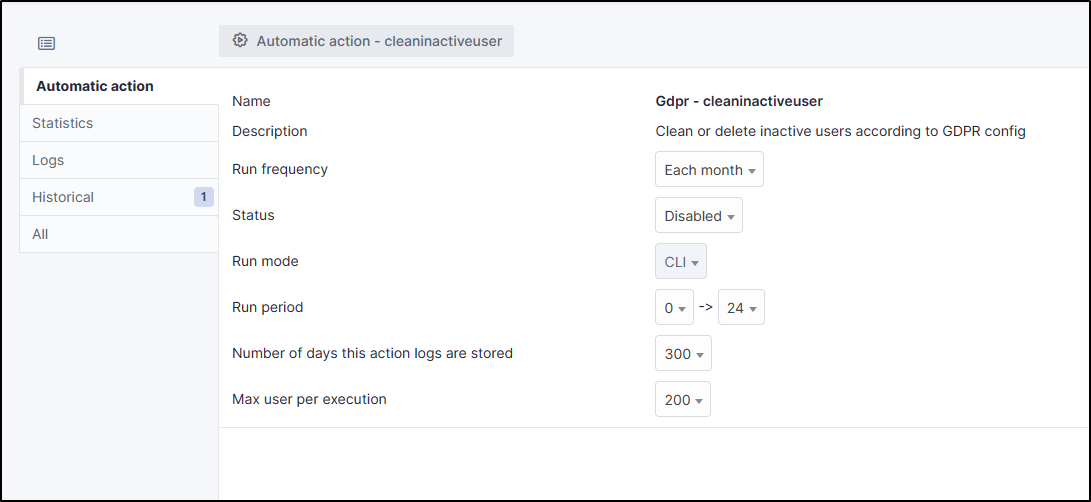 Automatic action - cleaninactiveuser
Automatic action
Statistics
Logs
Historical 1
All
Name Gdpr - cleaninactiveuser
Description Clean or delete inactive users according to GDPR config
Run frequency Each month
Status Disabled
Run mode CLI
Run period 0 -> 24
Number of days this action logs are stored 300
Max user per execution 200